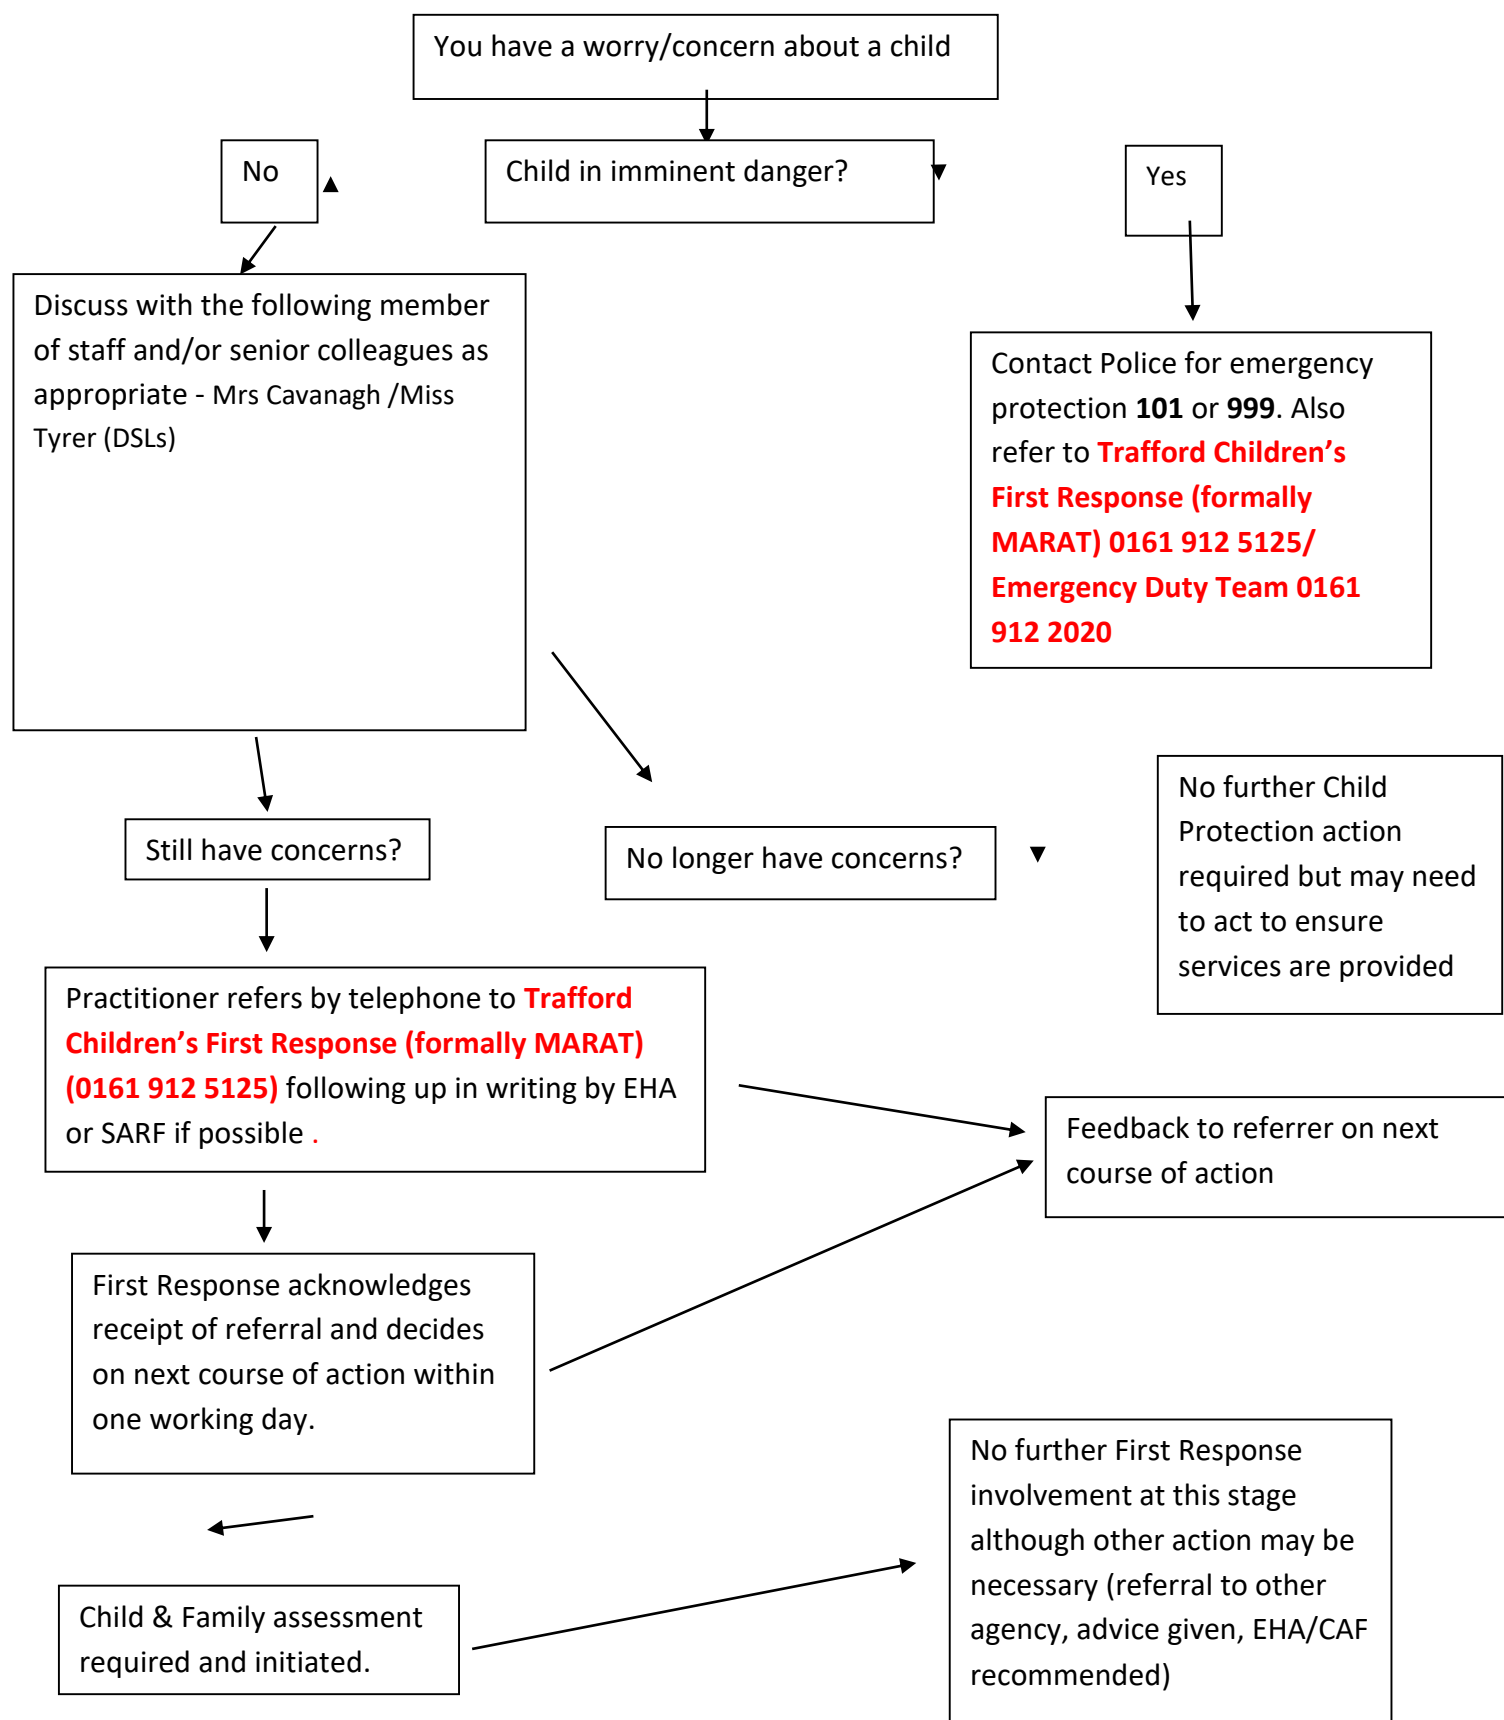 You have a worry/concern about a child
No
Child in imminent danger?
Yes
Discuss with the following member
of staff and/or senior colleagues as
appropriate - Mrs Cavanagh /Miss
Tyrer (DSLs)
Contact Police for emergency
protection 101 or 999. Also
refer to Trafford Children’s
First Response (formally
MARAT) 0161 912 5125/
Emergency Duty Team 0161
912 2020
Still have concerns?
No longer have concerns?
No further Child
Protection action
required but may need
to act to ensure
services are provided
Practitioner refers by telephone to Trafford
Children’s First Response (formally MARAT)
(0161 912 5125) following up in writing by EHA
or SARF if possible .
Feedback to referrer on next
course of action
First Response acknowledges
receipt of referral and decides
on next course of action within
one working day.
No further First Response
involvement at this stage
although other action may be
necessary (referral to other
agency, advice given, EHA/CAF
recommended)
Child & Family assessment
required and initiated.